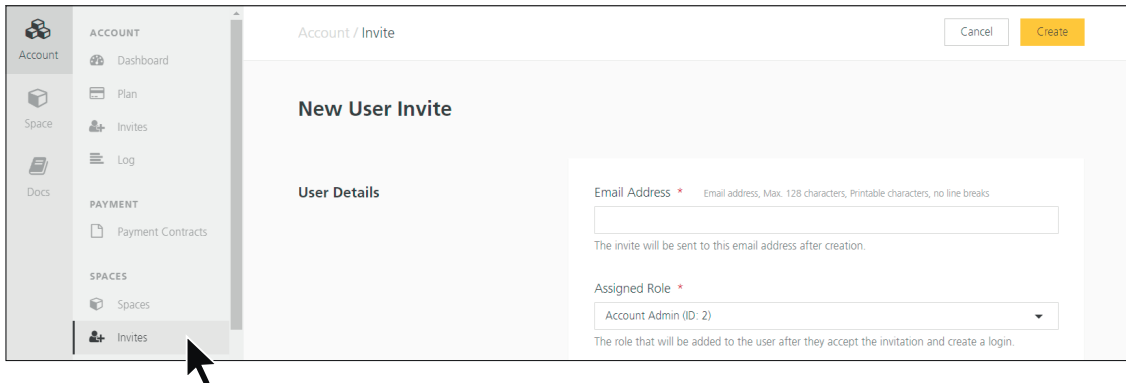 Account
Space
Docs
ACCOUNT
Dashboard
Plan
Invites
Log
PAYMENT
Payment Contracts
SPACES
Spaces
Invites
Account / Invite
Cancel
Create
New User Invite
User Details
Email Address * Email address, Max. 128 characters, Printable characters, no line breaks
The invite will be sent to this email address after creation.
Assigned Role *
Account Admin (ID: 2)
The role that will be added to the user after they accept the invitation and create a login.